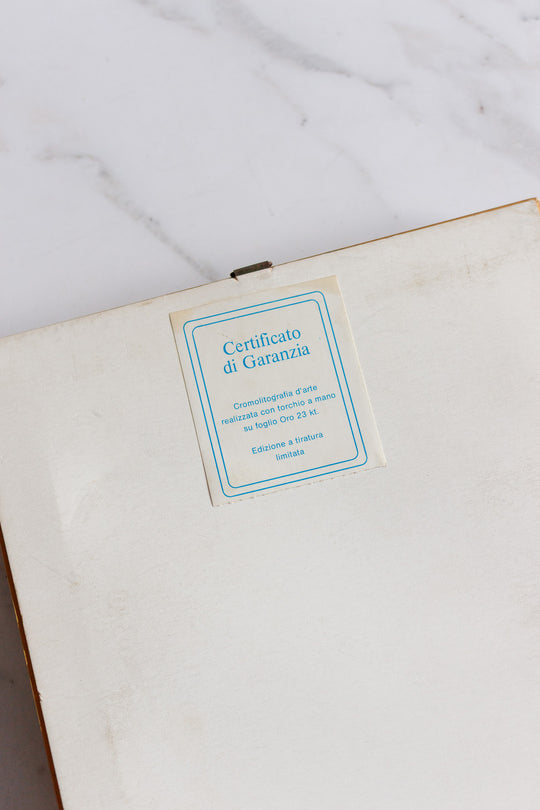 Certificato
di Garanzia
Cromolitografia d'arte
realizzata con torchio a mano
su foglio Oro 23 kt.
Edizione a tiratura
limitata